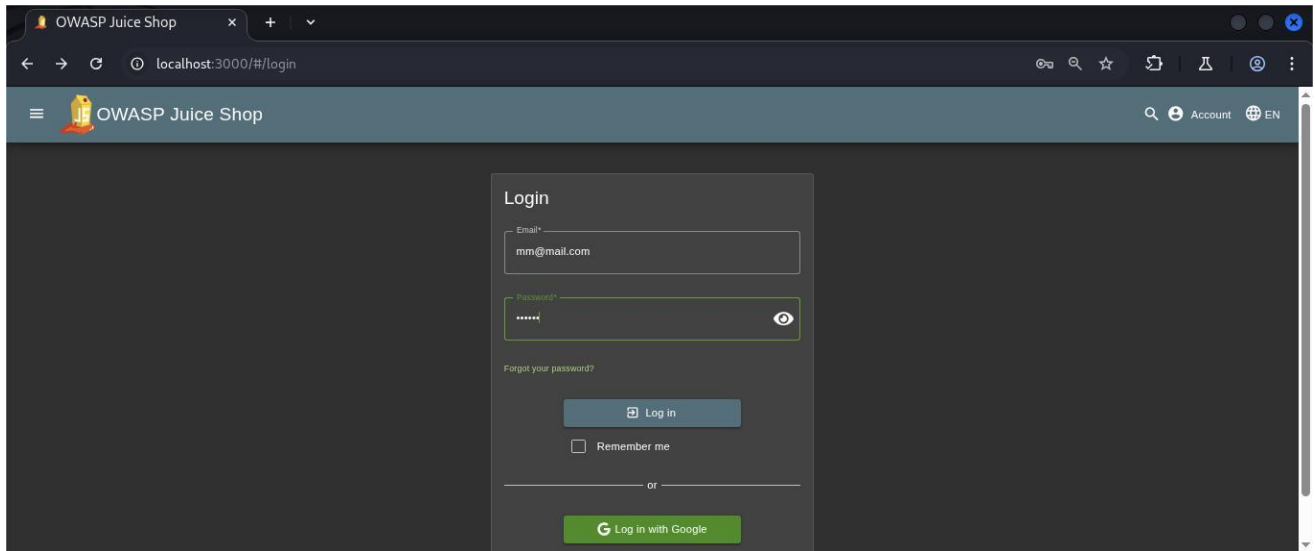 OWASP Juice Shop
localhost:3000/#/login
OWASP Juice Shop
Account
EN
Login
Email*
mm@mail.com
Password*
••••••
Forgot your password?
Log in
Remember me
or
Log in with Google